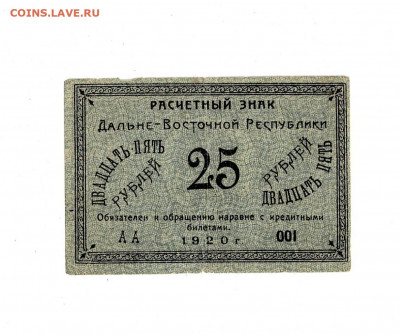 COINS.LAVE.RU
РАСЧЕТНЫЙ ЗНАК
ДАЛЬНЕ-ВОСТОЧНОЙ РЕСПУБЛИКИ
ДВАДЦАТЬ ПЯТЬ
РУБЛЕЙ
25
РУБЛЕЙ
ДВАДЦАТЬ ПЯТЬ
Обязателен к обращению наравне с кредитными
билетами.
АА 1920 г. 001